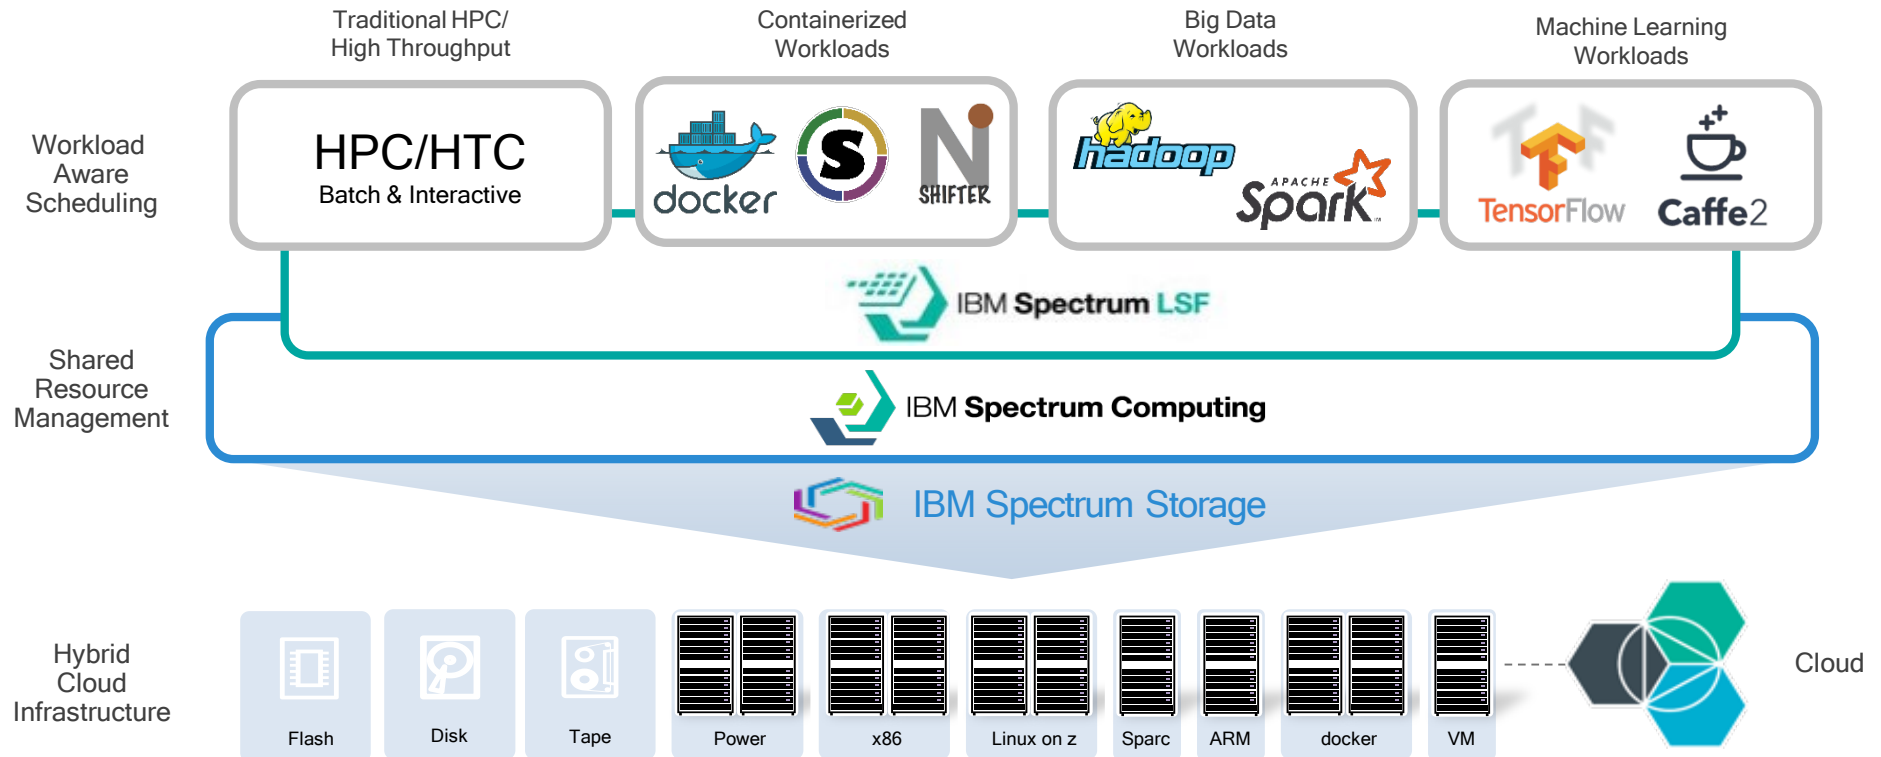 Traditional HPC/
High Throughput
Containerized
Workloads
Big Data
Workloads
Machine Learning
Workloads
Workload
Aware
Scheduling
HPC/HTC
Batch & Interactive
docker
S
N
SHIFTER
hadoop
APACHE
Spark
TM
TensorFlow
Caffe2
IBM Spectrum LSF
Shared
Resource
Management
IBM Spectrum Computing
IBM Spectrum Storage
Hybrid
Cloud
Infrastructure
Flash
Disk
Tape
Power
x86
Linux on z
Sparc
ARM
docker
VM
Cloud